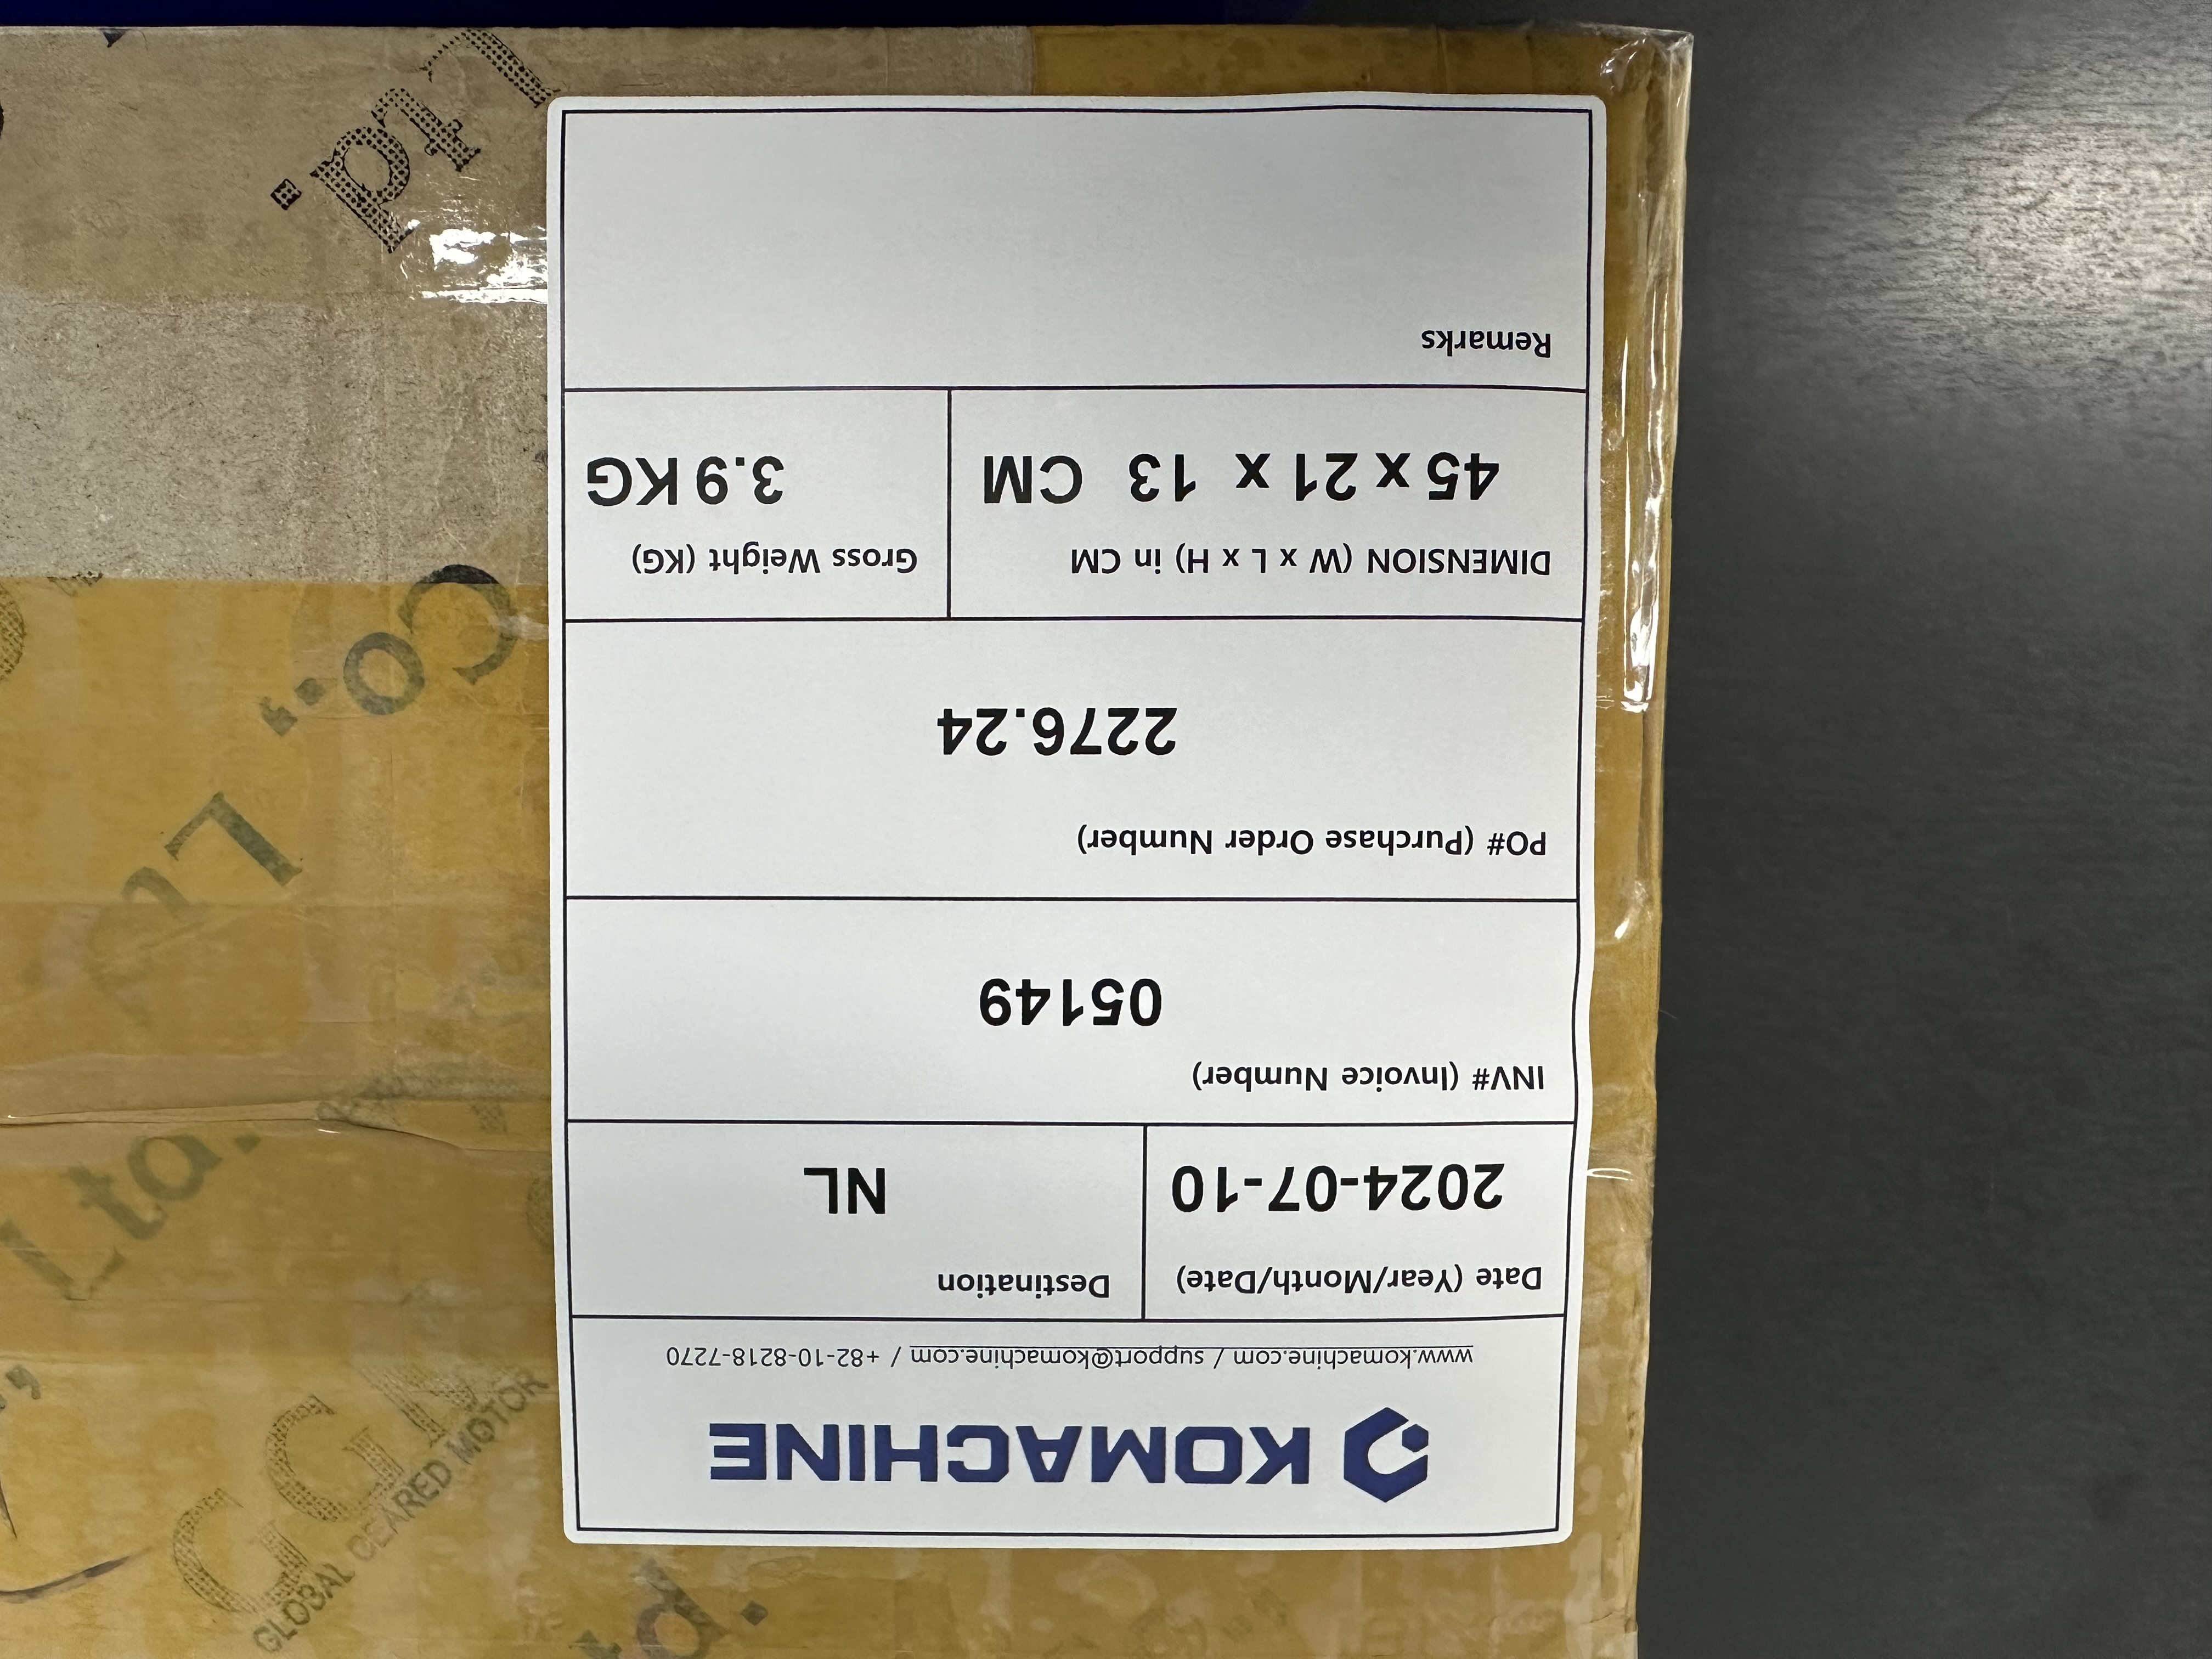 KOMACHINE
www.komachine.com / support@komachine.com / +82-10-8218-7270
Date (Year/Month/Date)
2024-07-10
Destination
NL
INV# (Invoice Number)
05149
PO# (Purchase Order Number)
2276.24
DIMENSION (W x L x H) in CM
45 x 21 x 13 CM
Gross Weight (KG)
3.9 KG
Remarks
Ltd.
Co., Ltd.
GGM
GLOBAL GEARED MOTOR